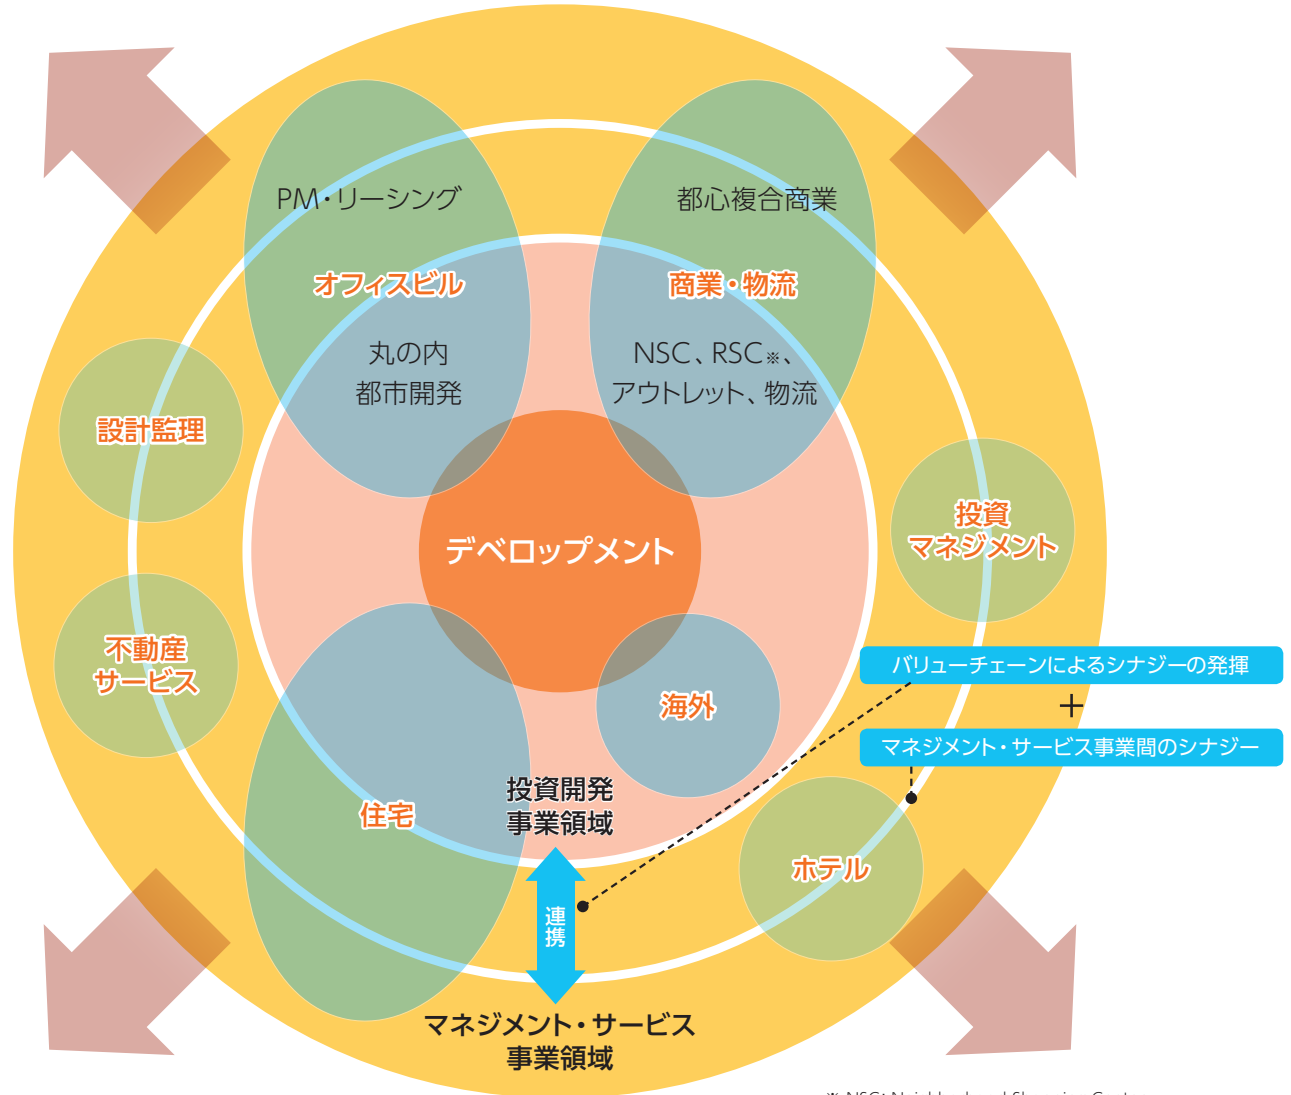 PM・リーシング
オフィスビル
丸の内
都市開発
都心複合商業
商業・物流
NSC、RSC※、
アウトレット、物流
設計監理
デベロップメント
投資
マネジメント
不動産
サービス
海外
バリューチェーンによるシナジーの発揮
+
マネジメント・サービス事業間のシナジー
投資開発
事業領域
住宅
ホテル
連携
マネジメント・サービス
事業領域